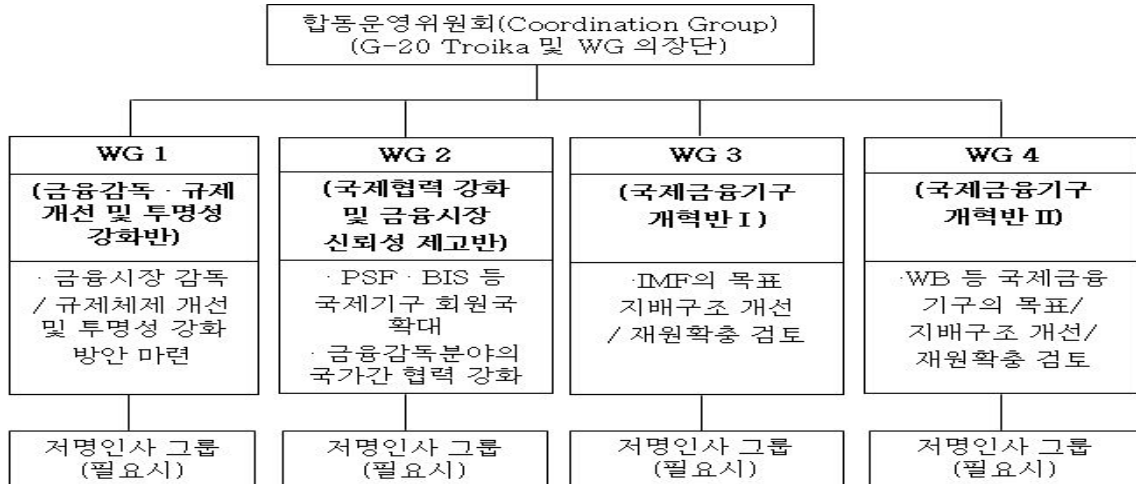 합동운영위원회(Coordination Group)
(G-20 Troika 및 WG 의장단)
WG 1
(금융감독 · 규제
개선 및 투명성
강화반)
· 금융시장 감독
/ 규제체제 개선
및 투명성 강화
방안 마련
저명인사 그룹
(필요시)
WG 2
(국제협력 강화
및 금융시장
신뢰성 제고반)
· PSF · BIS 등
국제기구 회원국
확대
· 금융감독분야의
국가간 협력 강화
저명인사 그룹
(필요시)
WG 3
(국제금융기구
개혁반 I )
·IMF의 목표
지배구조 개선
/ 재원확충 검토
저명인사 그룹
(필요시)
WG 4
(국제금융기구
개혁반 II)
·WB 등 국제금융
기구의 목표/
지배구조 개선/
재원확충 검토
저명인사 그룹
(필요시)